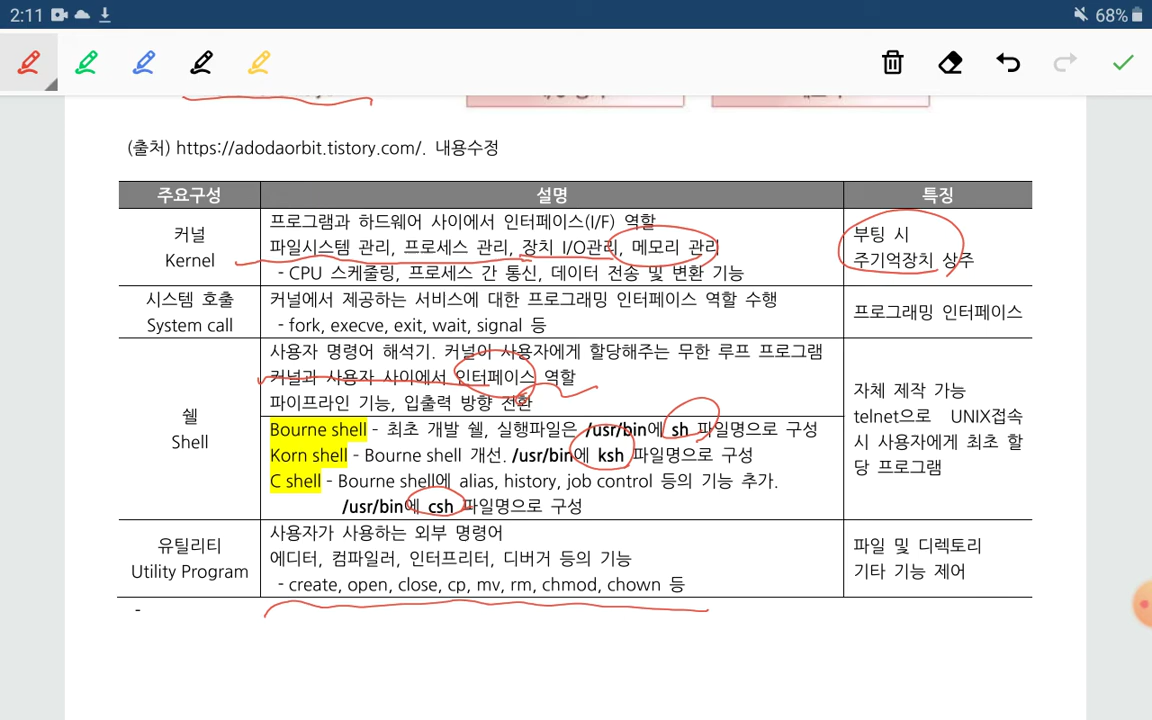 2:11
68%
(출처) https://adodaorbit.tistory.com/. 내용수정
주요구성 설명 특징
커널
Kernel
프로그램과 하드웨어 사이에서 인터페이스(I/F) 역할
파일시스템 관리, 프로세스 관리, 장치 I/O관리, 메모리 관리
- CPU 스케줄링, 프로세스 간 통신, 데이터 전송 및 변환 기능
부팅 시
주기억장치 상주
시스템 호출
System call
커널에서 제공하는 서비스에 대한 프로그래밍 인터페이스 역할 수행
- fork, execve, exit, wait, signal 등
프로그래밍 인터페이스
쉘
Shell
사용자 명령어 해석기. 커널이 사용자에게 할당해주는 무한 루프 프로그램
커널과 사용자 사이에서 인터페이스 역할
파이프라인 기능, 입출력 방향 전환
Bourne shell - 최초 개발 쉘, 실행파일은 /usr/bin에 sh 파일명으로 구성
Korn shell - Bourne shell 개선. /usr/bin에 ksh 파일명으로 구성
C shell - Bourne shell에 alias, history, job control 등의 기능 추가.
/usr/bin에 csh 파일명으로 구성
자체 제작 가능
telnet으로 UNIX접속
시 사용자에게 최초 할
당 프로그램
유틸리티
Utility Program
사용자가 사용하는 외부 명령어
에디터, 컴파일러, 인터프리터, 디버거 등의 기능
- create, open, close, cp, mv, rm, chmod, chown 등
파일 및 디렉토리
기타 기능 제어
-